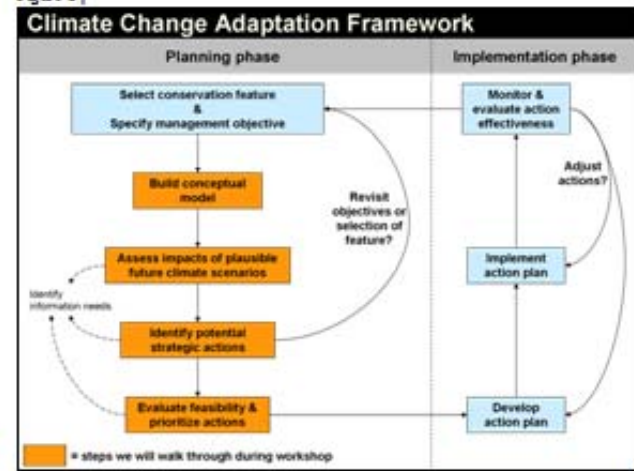 Climate Change Adaptation Framework
Planning phase
Implementation phase
Select conservation feature
&
Specify management objective
Monitor &
evaluate action
effectiveness
Build conceptual
model
Revisit
objectives or
selection of
feature?
Adjust
actions?
Assess impacts of plausible
future climate scenarios
Implement
action plan
Identify
information needs
Identify potential
strategic actions
Evaluate feasibility &
prioritize actions
Develop
action plan
= steps we will walk through during workshop